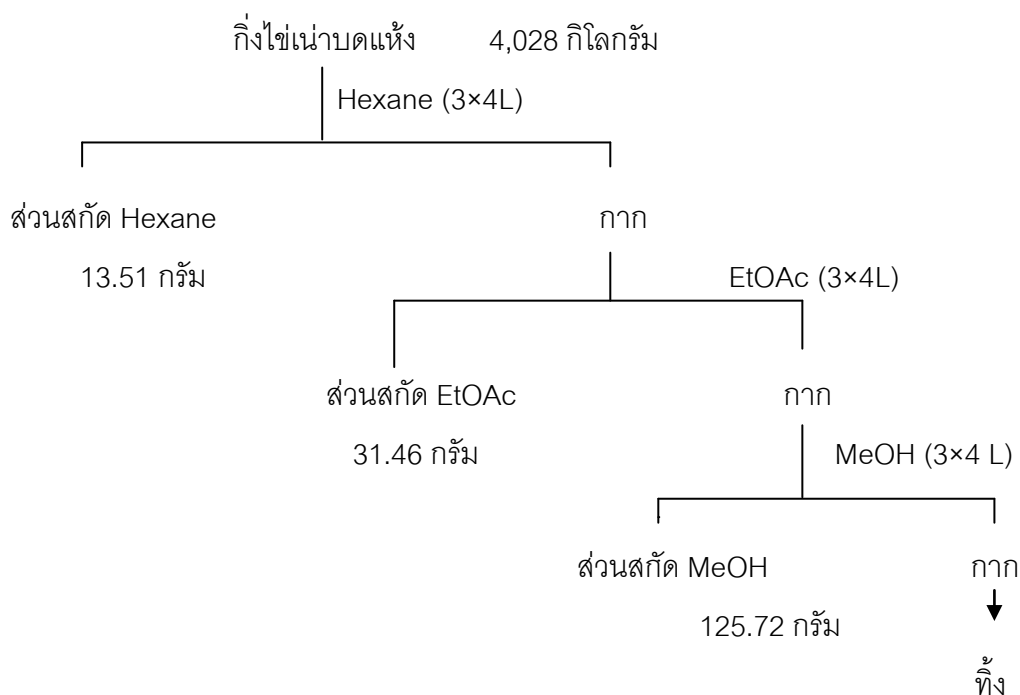 กิ่งไข่เน่าบดแห้ง 4,028 กิโลกรัม
Hexane (3×4L)
ส่วนสกัด Hexane กาก
13.51 กรัม EtOAc (3×4L)
ส่วนสกัด EtOAc กาก
31.46 กรัม MeOH (3×4 L)
ส่วนสกัด MeOH กาก
125.72 กรัม
ทิ้ง